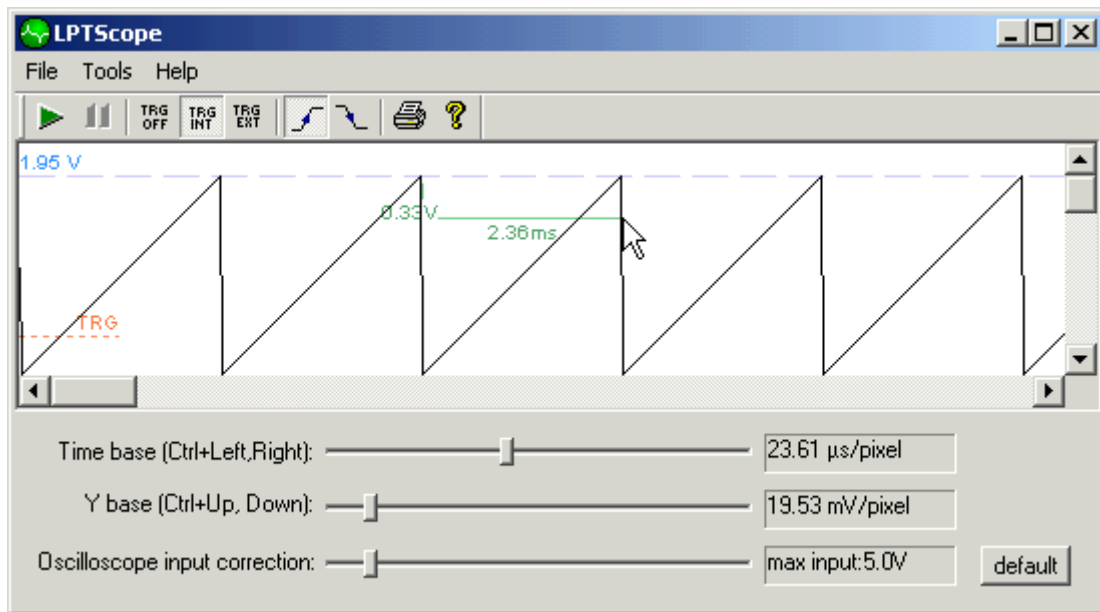 LPTScope
File Tools Help
TRG OFF TRG INT TRG EXT
1.95 V
0.33V
2.36ms
TRG
Time base (Ctrl+Left,Right): 23.61 µs/pixel
Y base (Ctrl+Up, Down): 19.53 mV/pixel
Oscilloscope input correction: max input:5.0V default